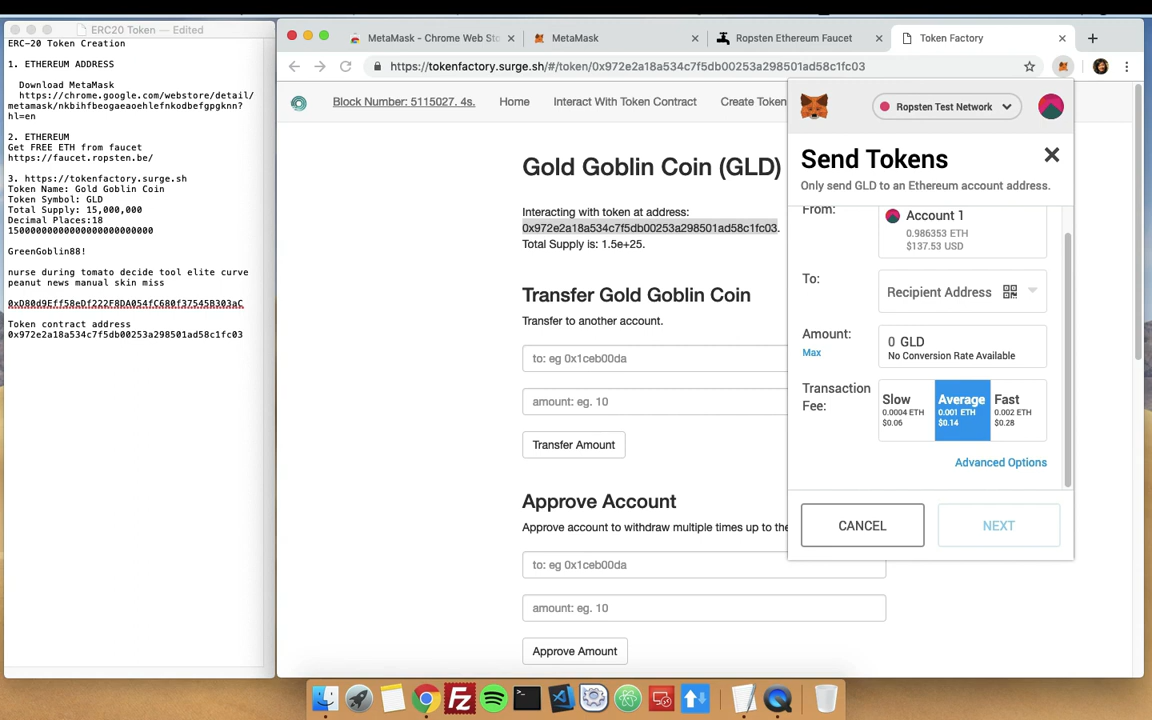 ERC20 Token — Edited
ERC-20 Token Creation
1. ETHEREUM ADDRESS
Download MetaMask
https://chrome.google.com/webstore/detail/
metamask/nkbihfbeogaeaoehlefnkodbefgpgknn?
hl=en
2. ETHEREUM
Get FREE ETH from faucet
https://faucet.ropsten.be/
3. https://tokenfactory.surge.sh
Token Name: Gold Goblin Coin
Token Symbol: GLD
Total Supply: 15,000,000
Decimal Places:18
15000000000000000000000000
GreenGoblin88!
nurse during tomato decide tool elite curve
peanut news manual skin miss
0xD80d9Eff58eDf222F8DA054fC680f37545B303aC
Token contract address
0x972e2a18a534c7f5db00253a298501ad58c1fc03
MetaMask - Chrome Web Sto
MetaMask
Ropsten Ethereum Faucet
Token Factory
https://tokenfactory.surge.sh/#/token/0x972e2a18a534c7f5db00253a298501ad58c1fc03
Block Number: 5115027. 4s.
Home
Interact With Token Contract
Create Token
Gold Goblin Coin (GLD)
Interacting with token at address:
0x972e2a18a534c7f5db00253a298501ad58c1fc03.
Total Supply is: 1.5e+25.
Transfer Gold Goblin Coin
Transfer to another account.
to: eg 0x1ceb00da
amount: eg. 10
Transfer Amount
Approve Account
Approve account to withdraw multiple times up to the
to: eg 0x1ceb00da
amount: eg. 10
Approve Amount
Ropsten Test Network
Send Tokens
Only send GLD to an Ethereum account address.
From:
Account 1
0.986353 ETH
$137.53 USD
To:
Recipient Address
Amount:
Max
0 GLD
No Conversion Rate Available
Transaction
Fee:
Slow
0.0004 ETH
$0.06
Average
0.001 ETH
$0.14
Fast
0.002 ETH
$0.28
Advanced Options
CANCEL
NEXT